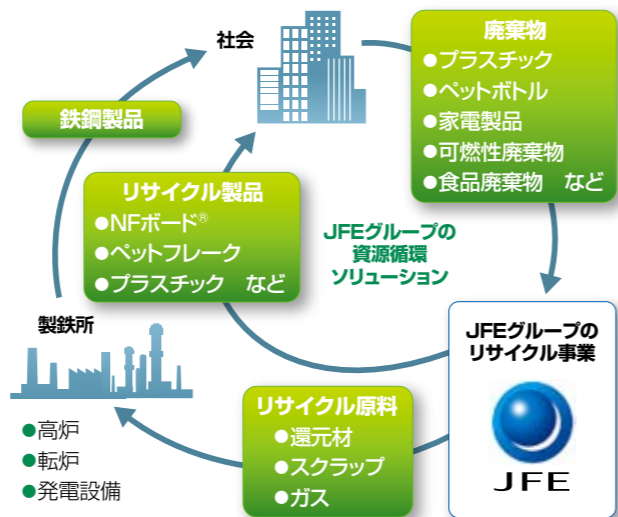 社会
廃棄物
●プラスチック
●ペットボトル
●家電製品
●可燃性廃棄物
●食品廃棄物　など
鉄鋼製品
リサイクル製品
●NFボード®
●ペットフレーク
●プラスチック　など
JFEグループの
資源循環
ソリューション
製鉄所
●高炉
●転炉
●発電設備
JFEグループの
リサイクル事業
JFE
リサイクル原料
●還元材
●スクラップ
●ガス